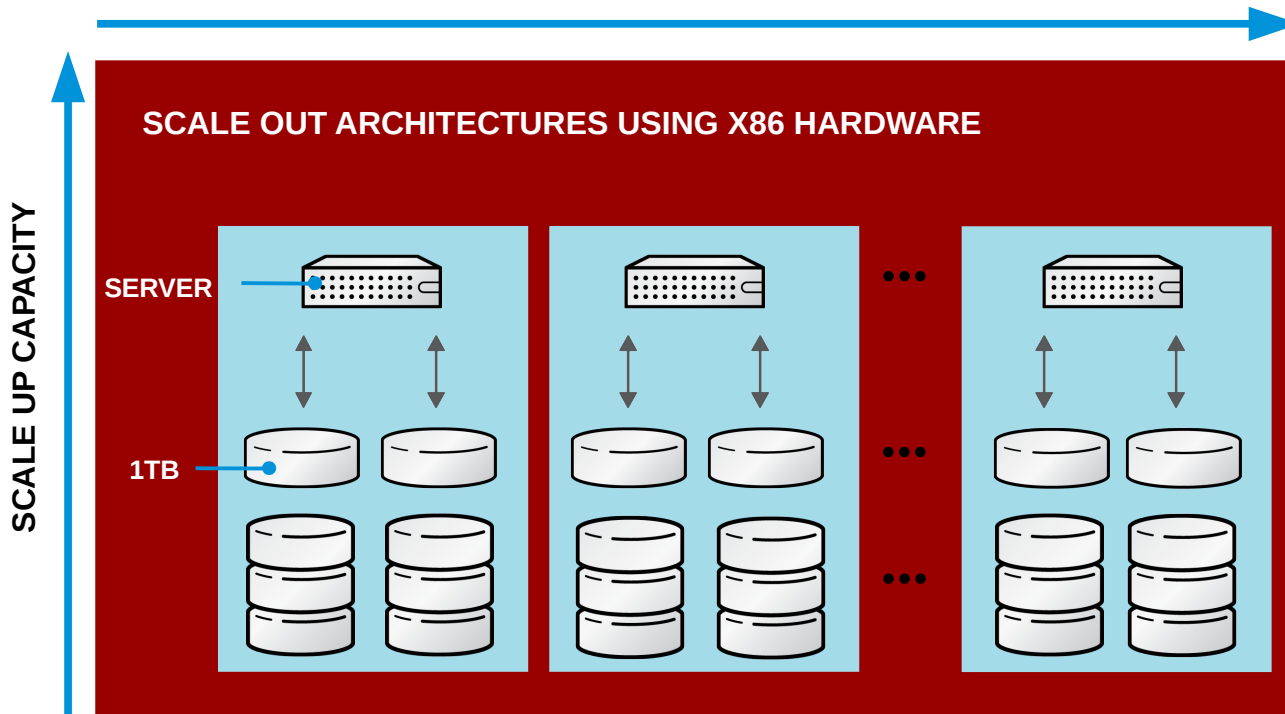 SCALE OUT ARCHITECTURES USING X86 HARDWARE
SCALE UP CAPACITY
SERVER
1TB